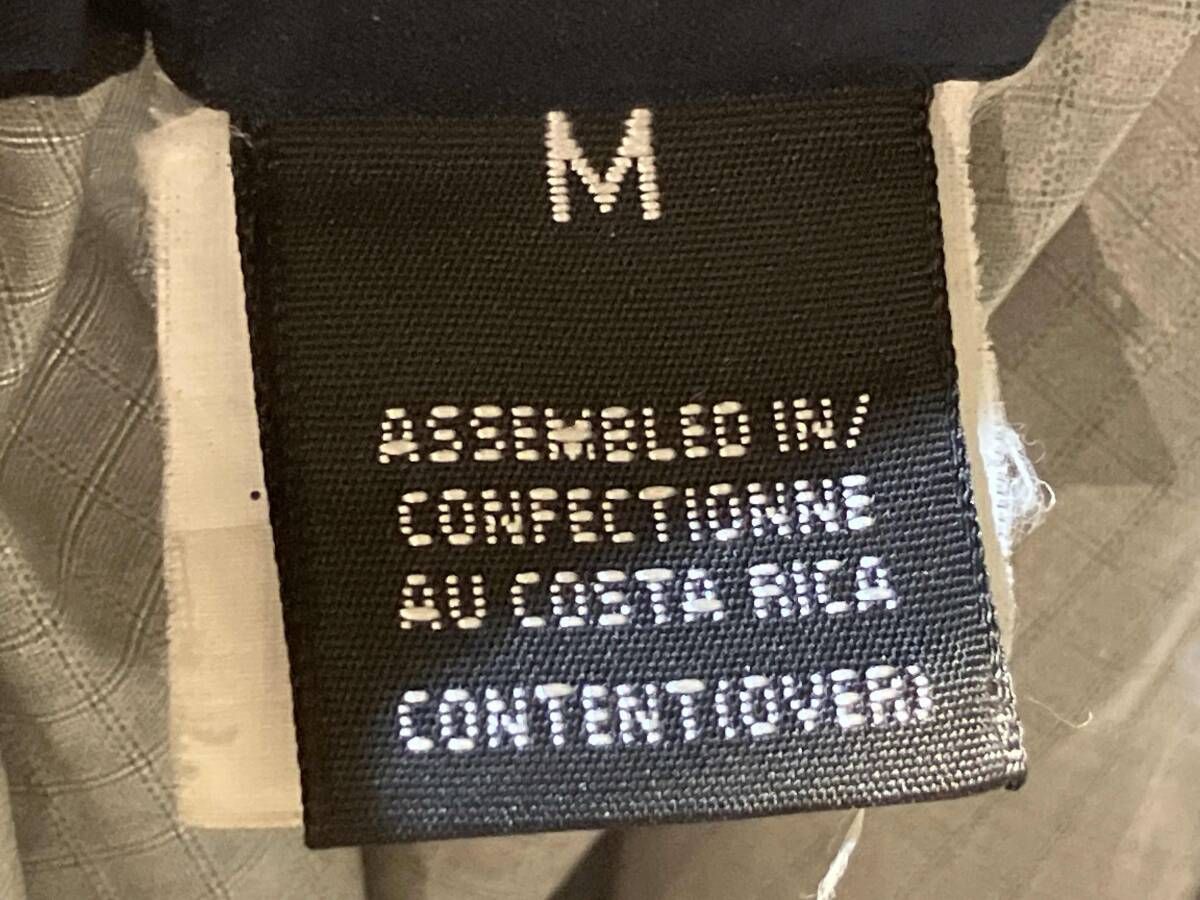 M
ASSEMBLED IN/
CONFECTIONNE
AU COSTA RICA
CONTENT(OVER)